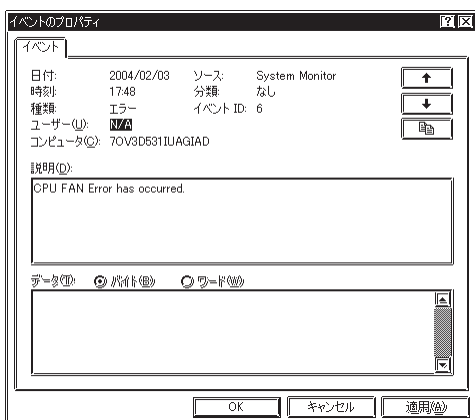 イベントのプロパティ
イベント
日付: 2004/02/03 ソース: System Monitor
時刻: 17:48 分類: なし
種類: エラー イベント ID: 6
ユーザー(U): N/A
コンピュータ(C): 7OV3D531IUAGIAD
説明(D):
CPU FAN Error has occurred.
データ(T): バイト(B) ワード(W)
OK キャンセル 適用(A)